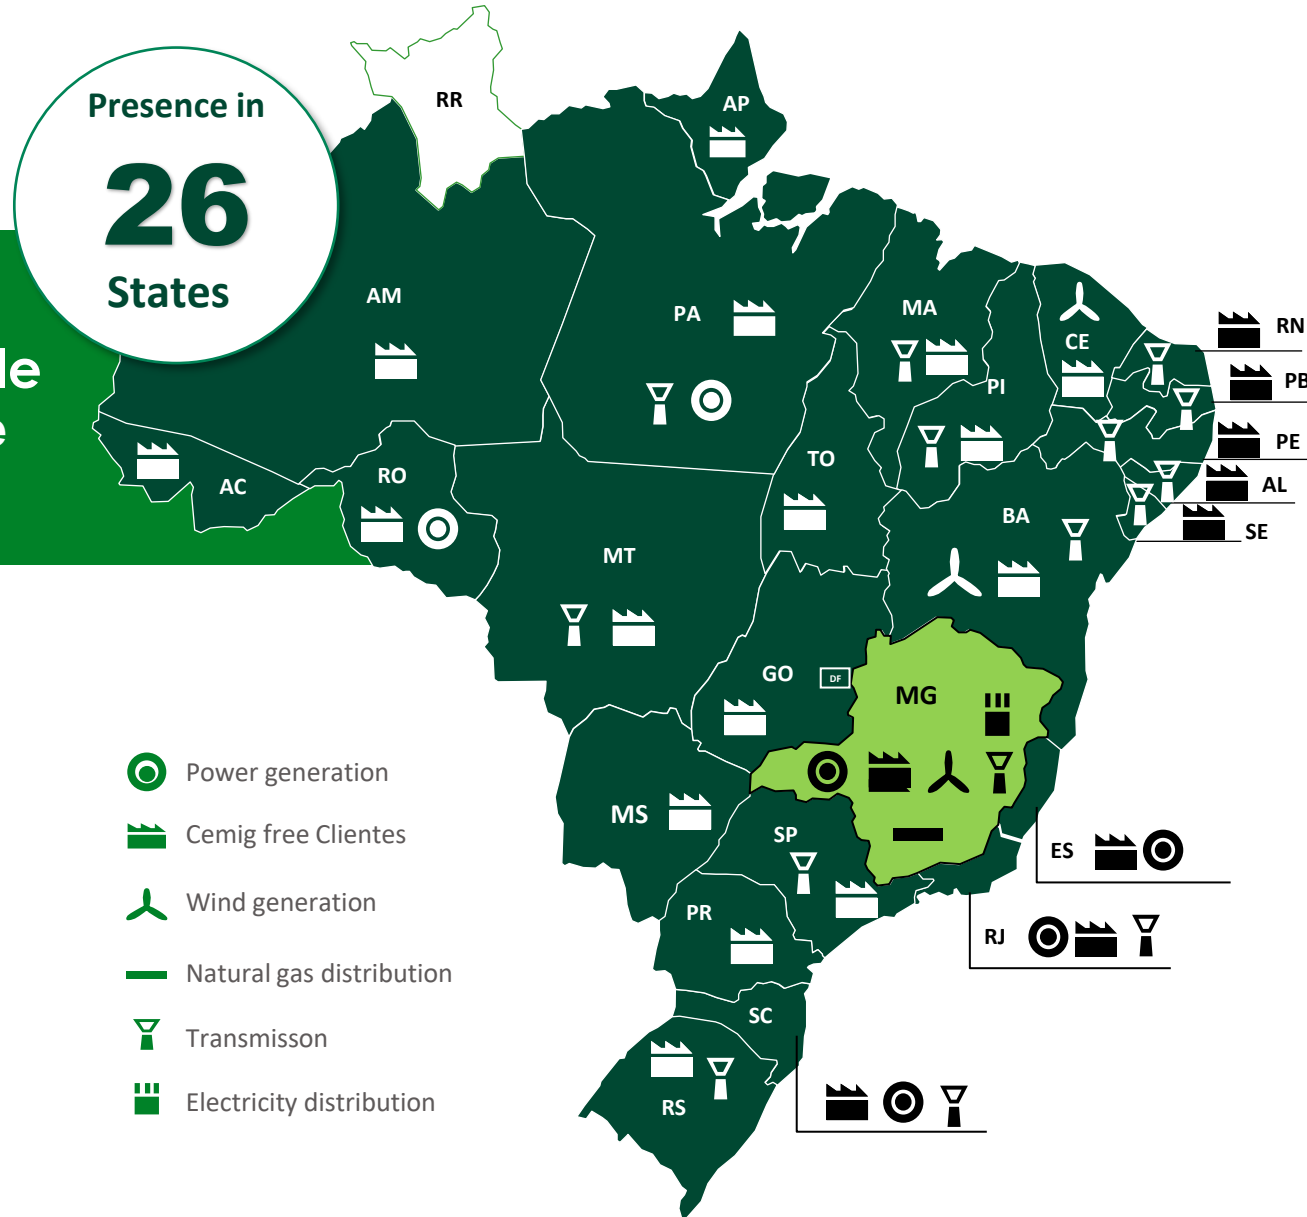 Presence in
26
States
le
e
RR
AP
AM
PA
MA
CE
PI
RN
PB
PE
AL
SE
AC
RO
TO
BA
MT
GO
DF
MG
MS
SP
ES
PR
RJ
SC
RS
Power generation
Cemig free Clientes
Wind generation
Natural gas distribution
Transmisson
Electricity distribution